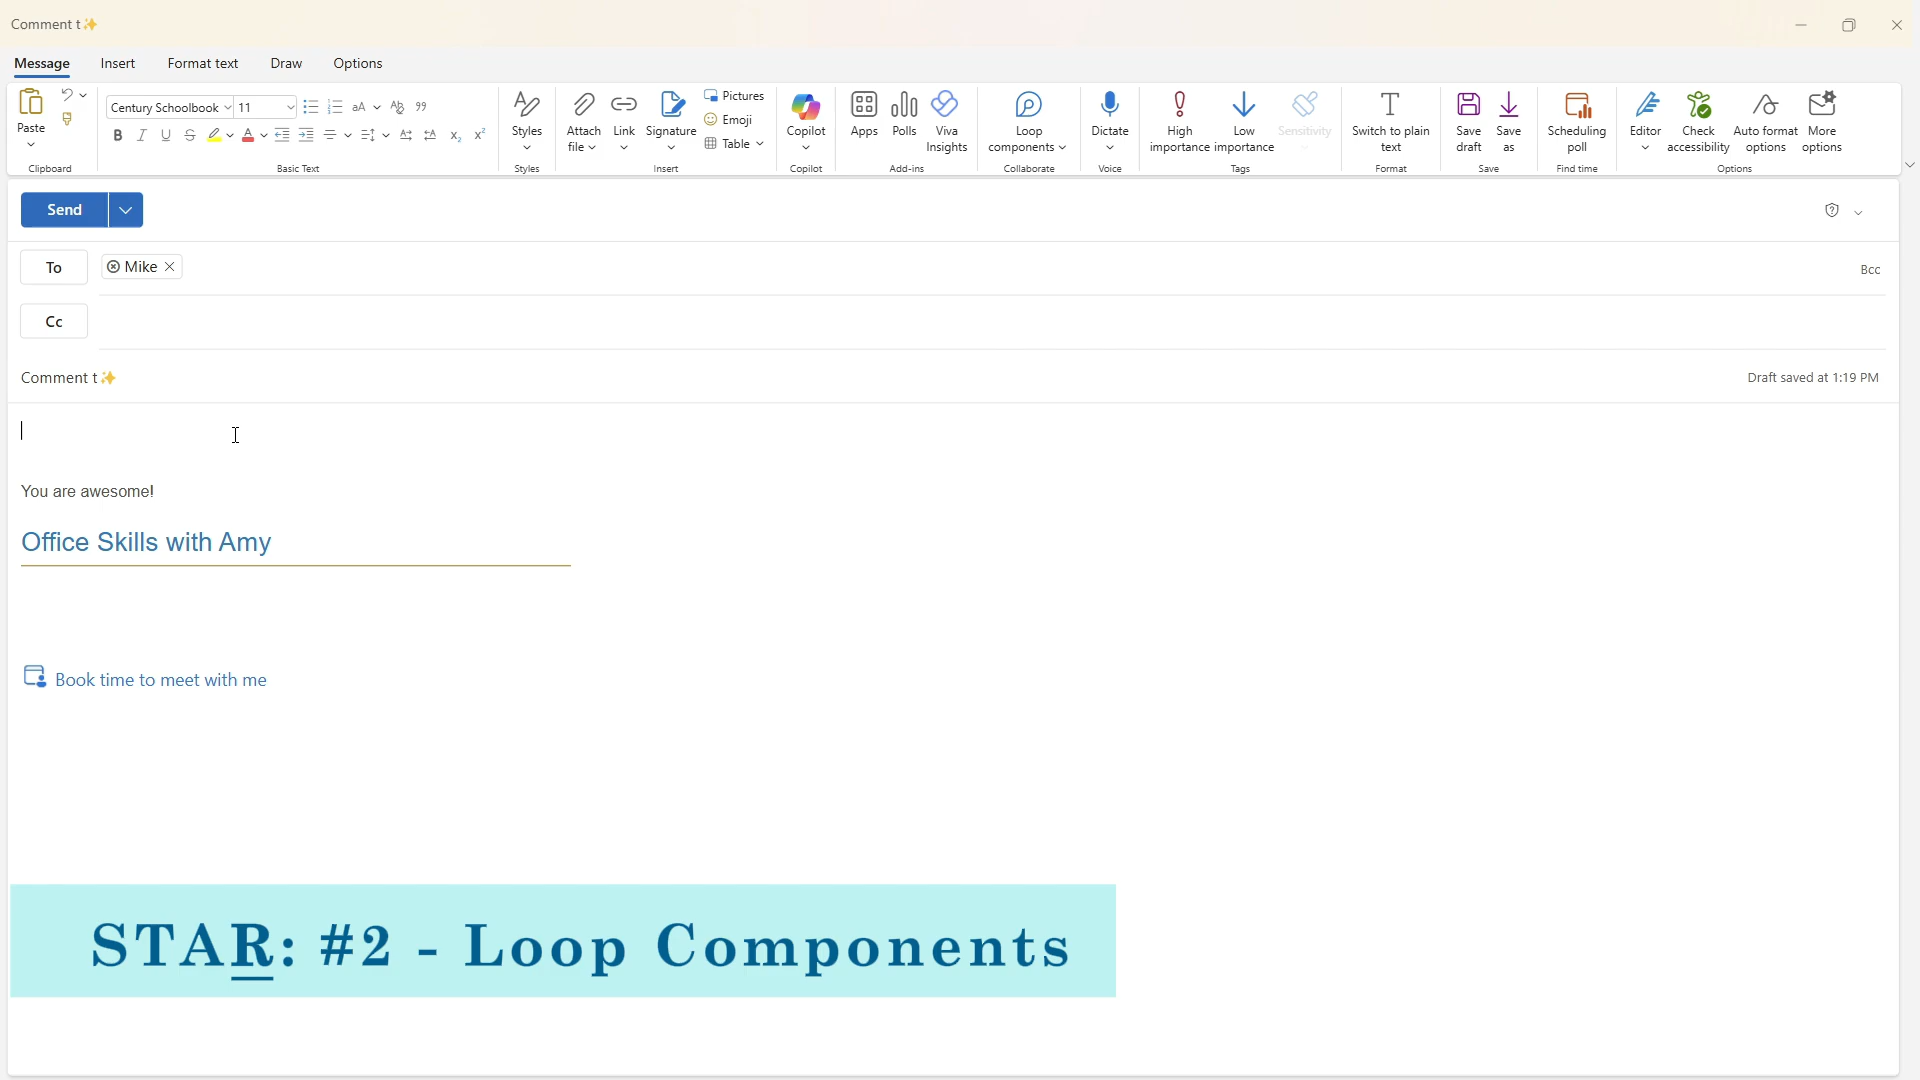 Comment t✨
Message Insert Format text Draw Options
Century Schoolbook 11
Paste
Clipboard
Basic Text
Styles
Styles
Attach file
Link
Signature
Pictures
Emoji
Table
Insert
Copilot
Copilot
Apps
Polls
Viva Insights
Add-ins
Loop components
Collaborate
Dictate
Voice
High importance
Low importance
Sensitivity
Tags
Switch to plain text
Format
Save draft
Save as
Save
Scheduling poll
Find time
Editor
Check accessibility
Auto format options
More options
Options
Send
To Mike Bcc
Cc
Comment t✨ Draft saved at 1:19 PM
You are awesome!
Office Skills with Amy
Book time to meet with me
STAR: #2 - Loop Components